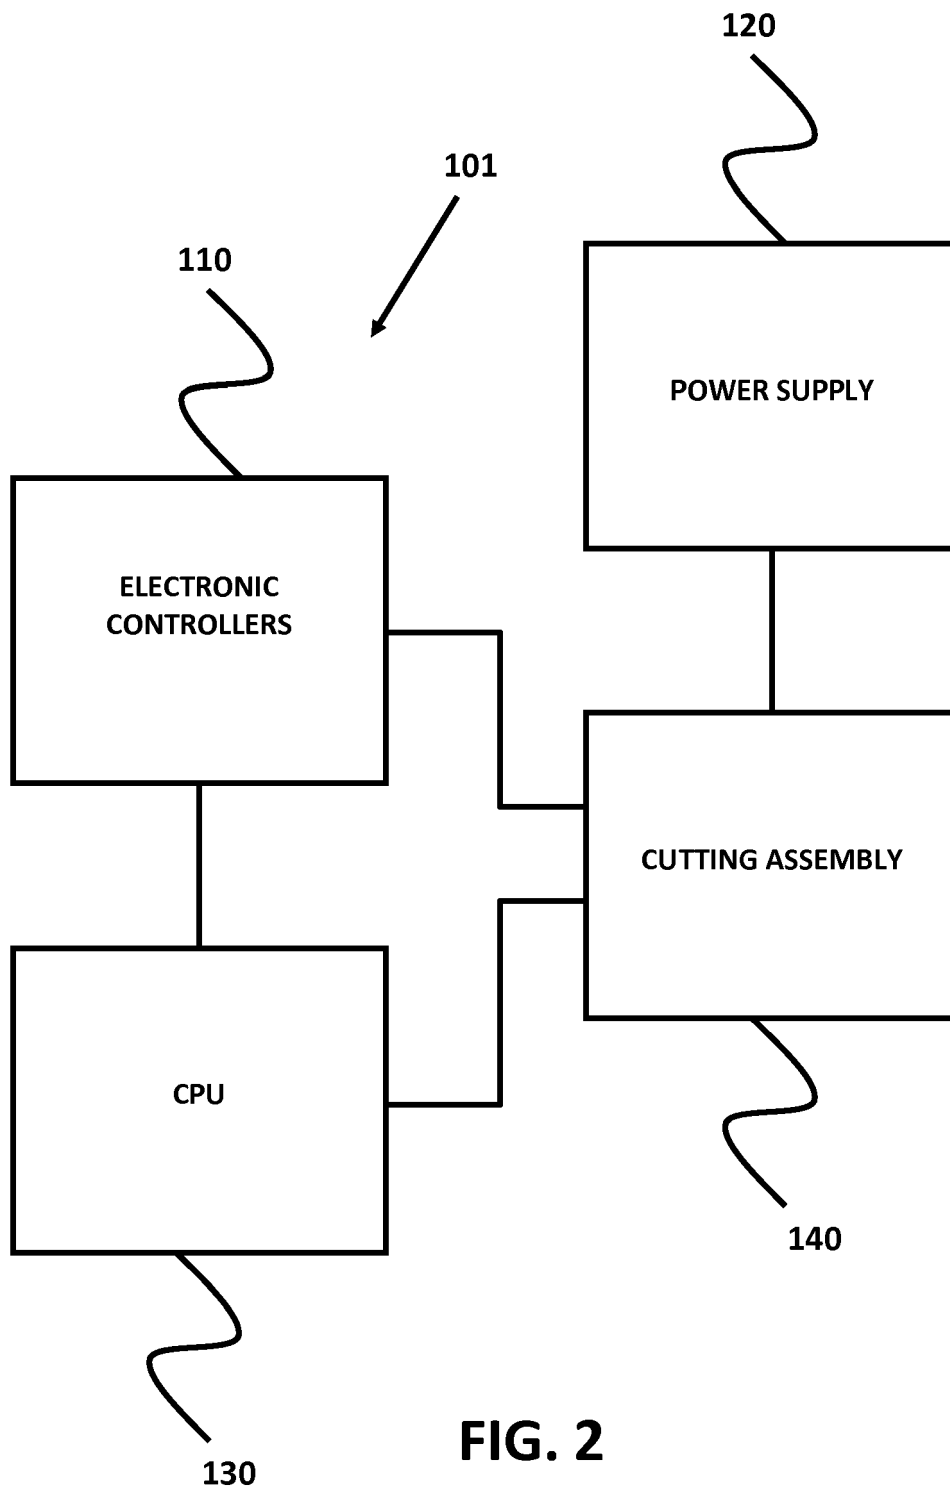 120
101
110
POWER SUPPLY
ELECTRONIC
CONTROLLERS
CUTTING ASSEMBLY
CPU
140
130
FIG. 2